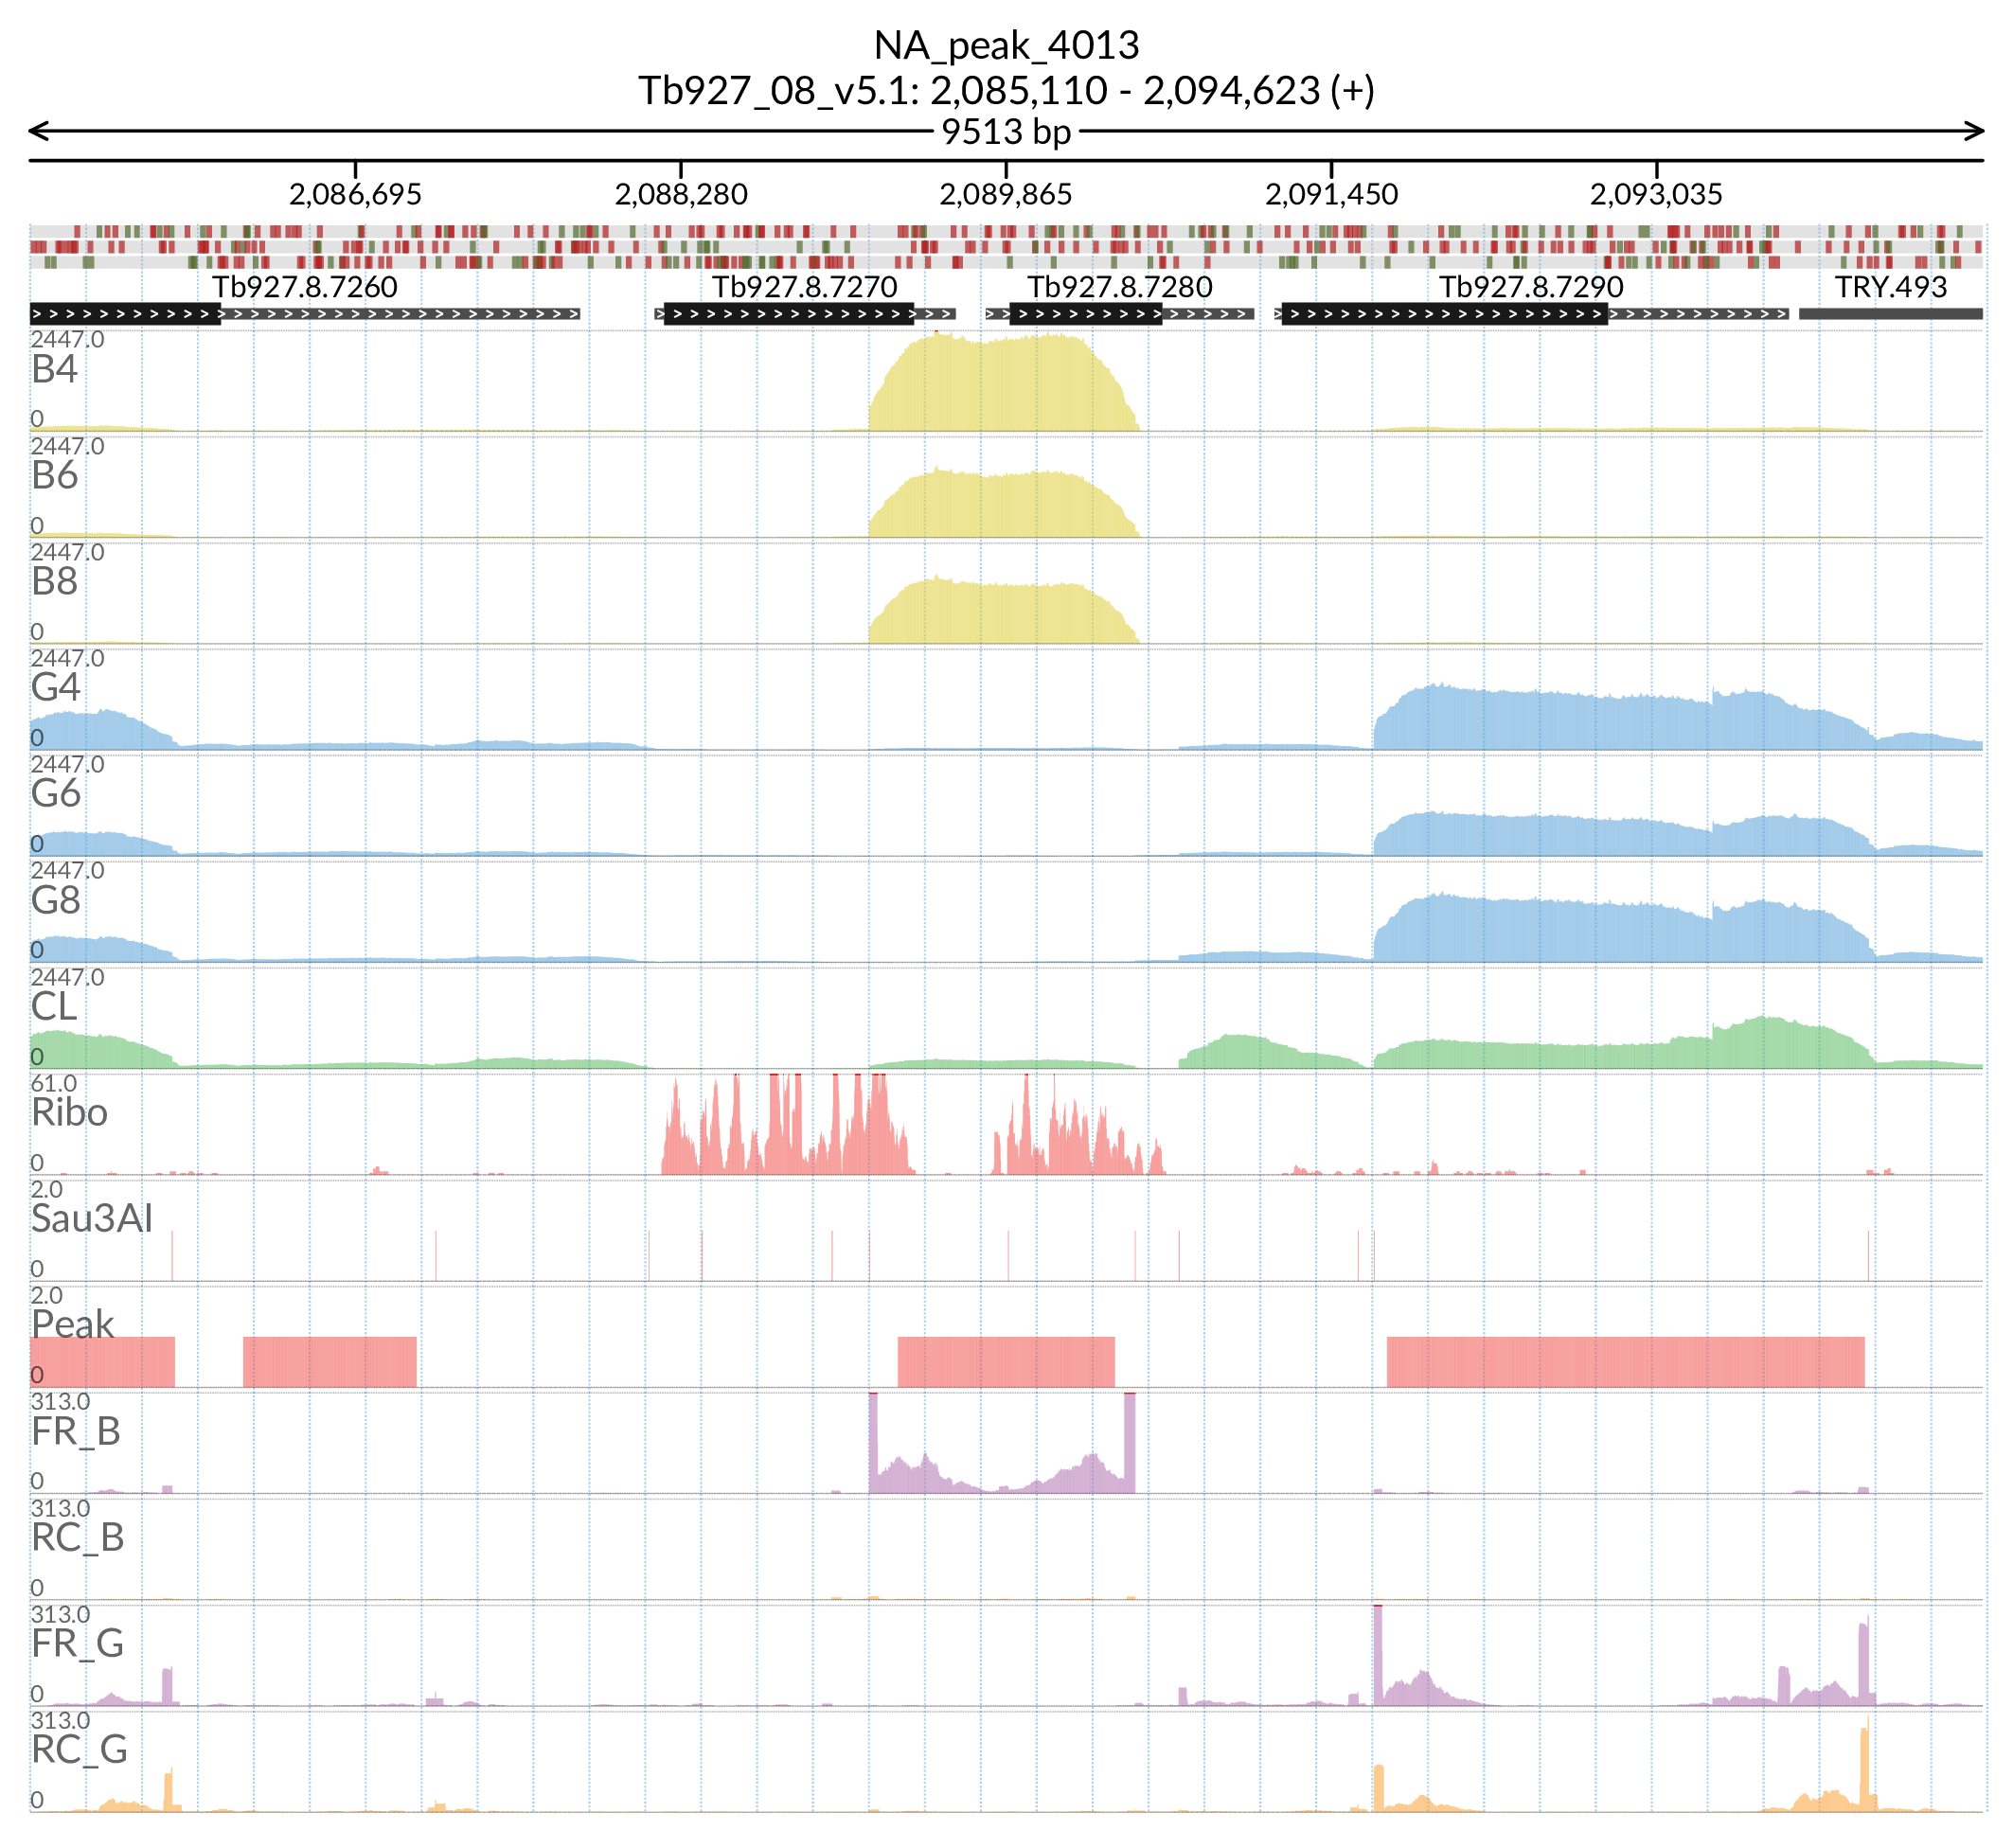 NA_peak_4013
Tb927_08_v5.1: 2,085,110 - 2,094,623 (+)
9513 bp
2,086,695 2,088,280 2,089,865 2,091,450 2,093,035
Tb927.8.7260 Tb927.8.7270 Tb927.8.7280 Tb927.8.7290 TRY.493
2447.0
B4
0
2447.0
B6
0
2447.0
B8
0
2447.0
G4
0
2447.0
G6
0
2447.0
G8
0
2447.0
CL
0
61.0
Ribo
0
2.0
Sau3AI
0
2.0
Peak
0
313.0
FR_B
0
313.0
RC_B
0
313.0
FR_G
0
313.0
RC_G
0